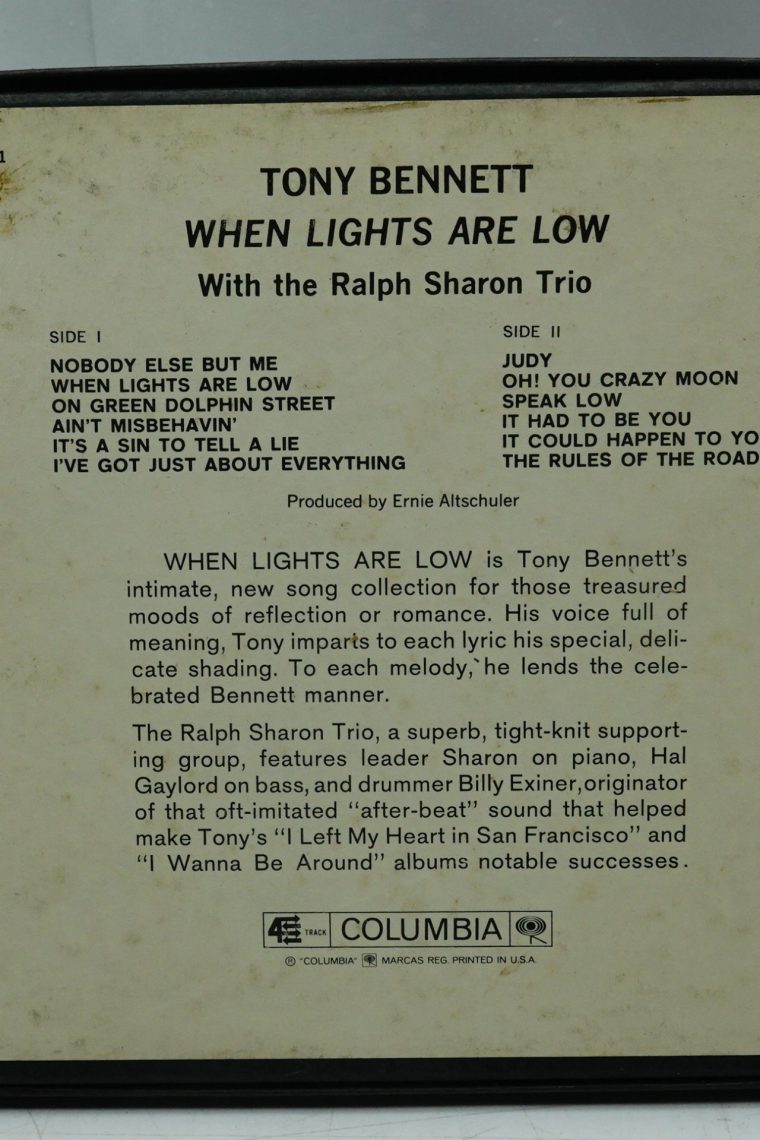 1
TONY BENNETT
WHEN LIGHTS ARE LOW
With the Ralph Sharon Trio
SIDE I
NOBODY ELSE BUT ME
WHEN LIGHTS ARE LOW
ON GREEN DOLPHIN STREET
AIN'T MISBEHAVIN'
IT'S A SIN TO TELL A LIE
I'VE GOT JUST ABOUT EVERYTHING
SIDE II
JUDY
OH! YOU CRAZY MOON
SPEAK LOW
IT HAD TO BE YOU
IT COULD HAPPEN TO YO
THE RULES OF THE ROAD
Produced by Ernie Altschuler
WHEN LIGHTS ARE LOW is Tony Bennett's
intimate, new song collection for those treasured
moods of reflection or romance. His voice full of
meaning, Tony imparts to each lyric his special, deli-
cate shading. To each melody, he lends the cele-
brated Bennett manner.
The Ralph Sharon Trio, a superb, tight-knit support-
ing group, features leader Sharon on piano, Hal
Gaylord on bass, and drummer Billy Exiner, originator
of that oft-imitated "after-beat" sound that helped
make Tony's "I Left My Heart in San Francisco" and
"I Wanna Be Around" albums notable successes.
4 TRACK COLUMBIA
® "COLUMBIA" MARCAS REG. PRINTED IN U.S.A.